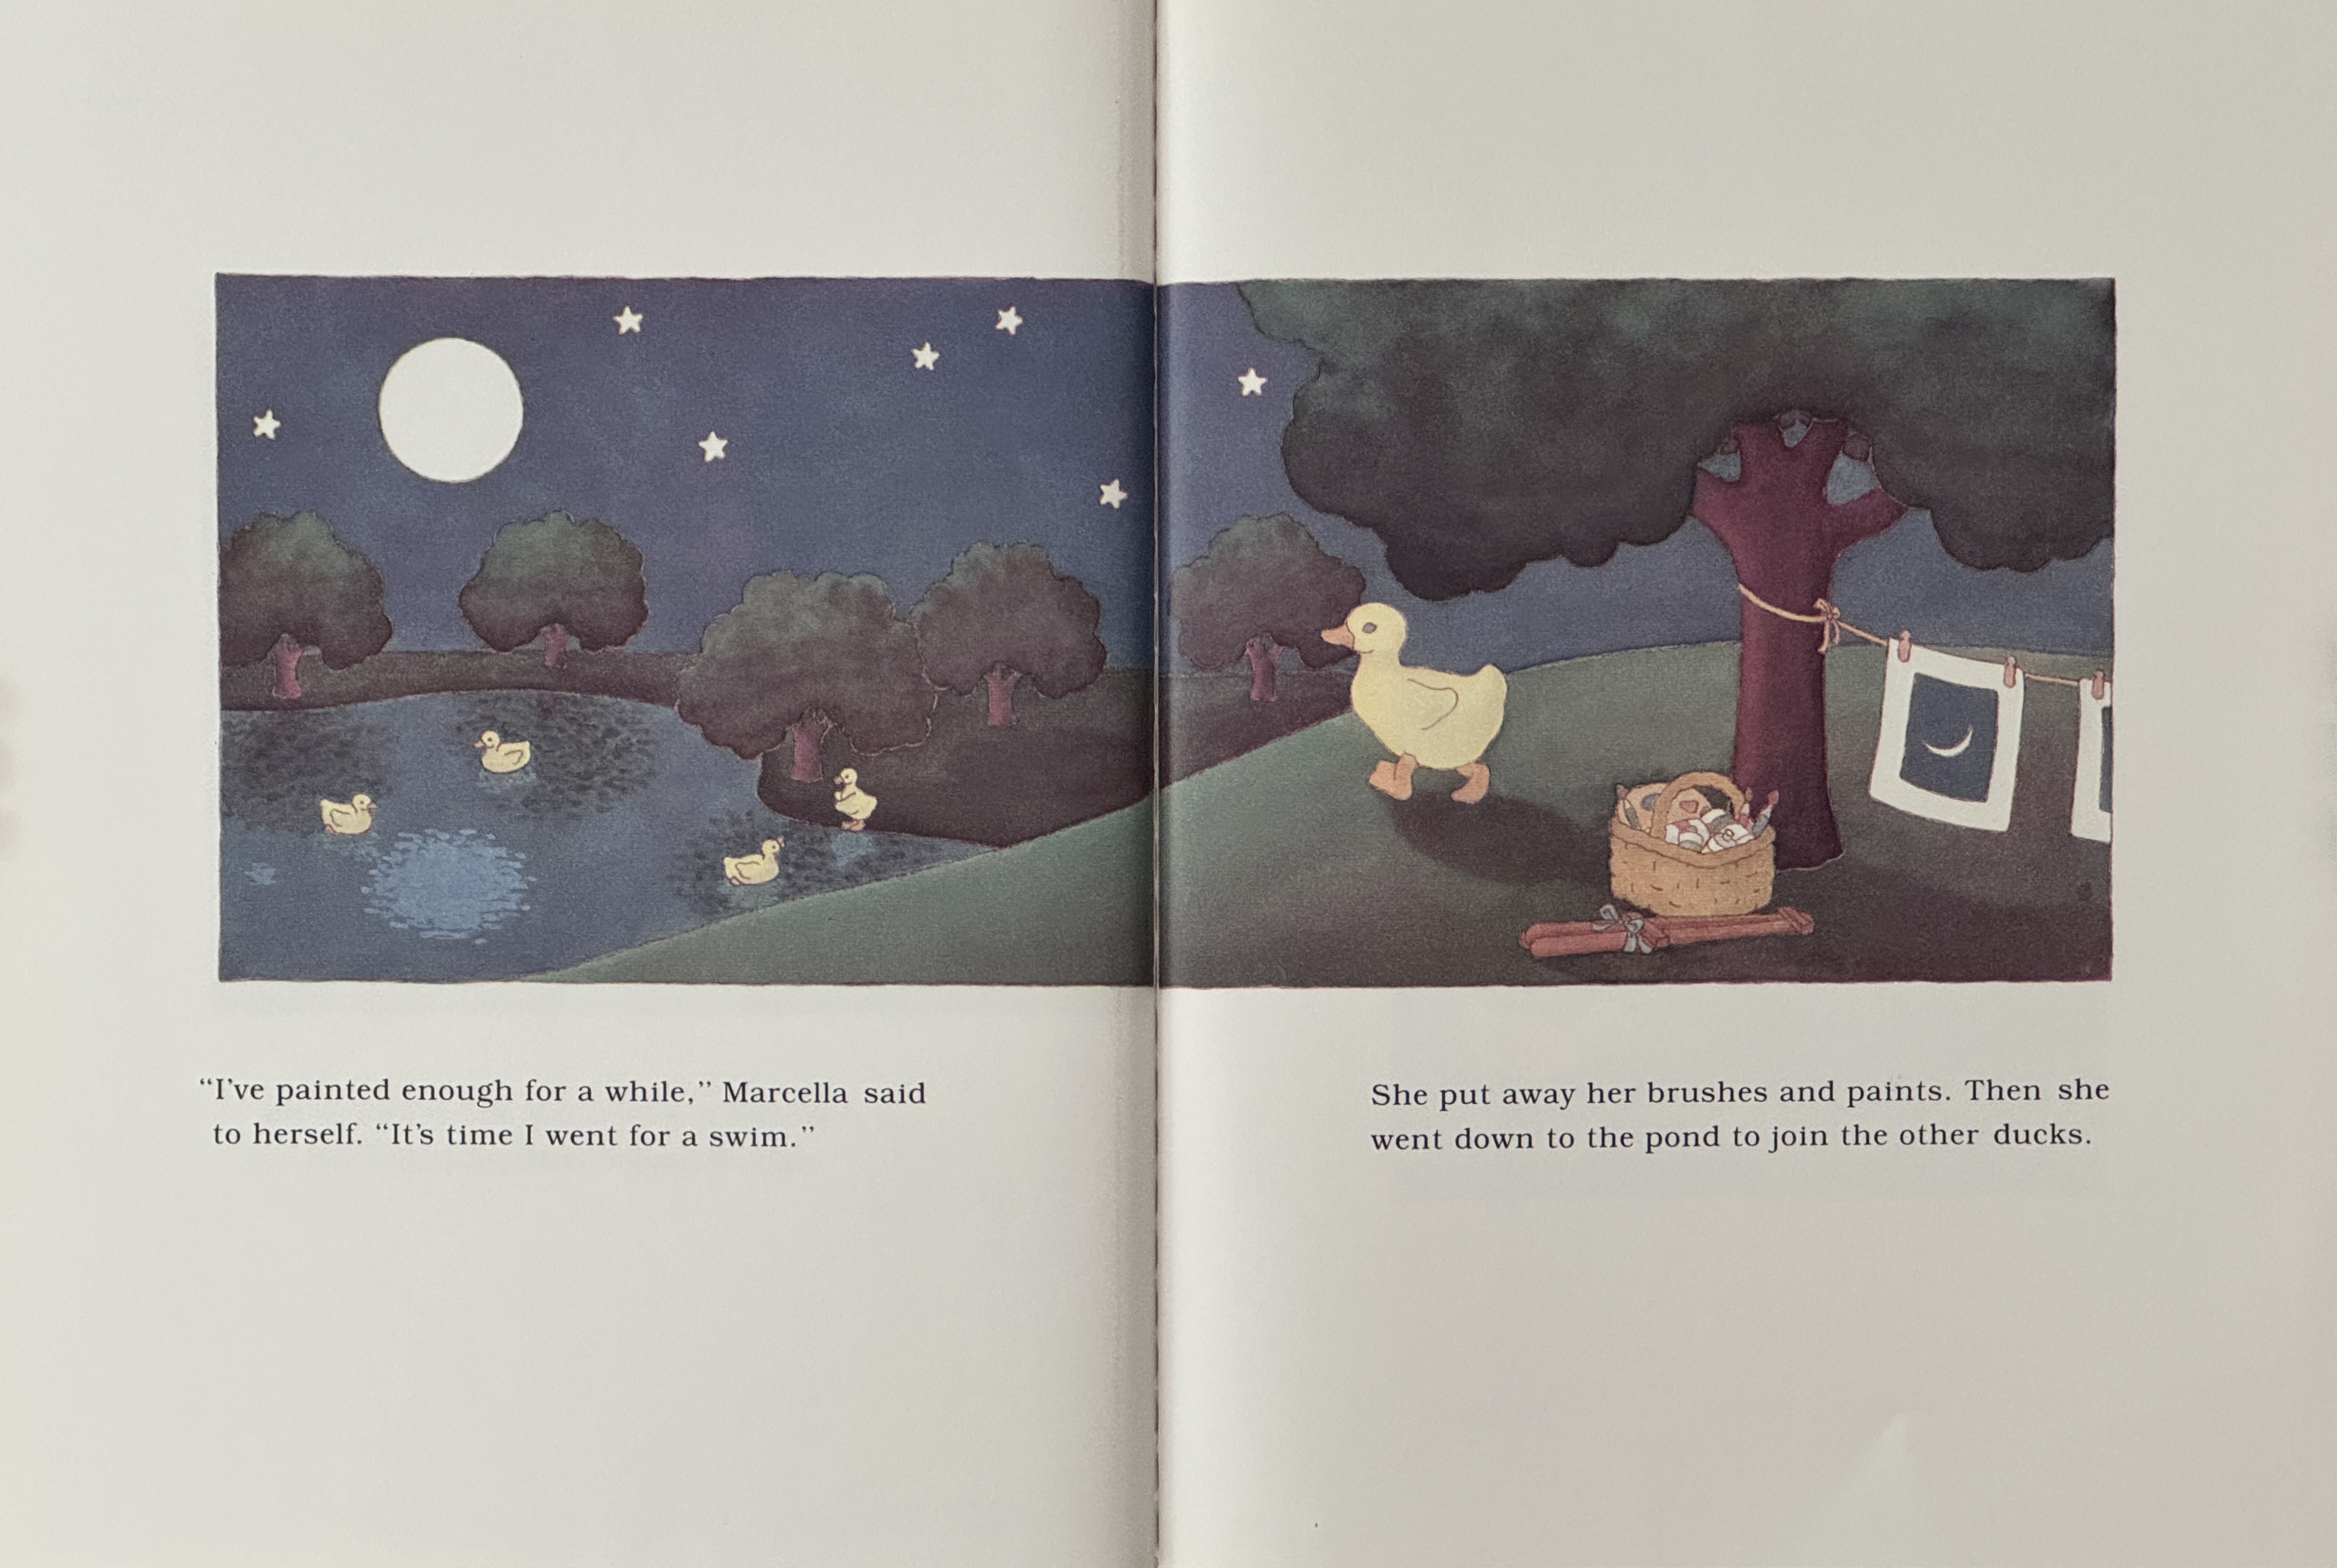 “I’ve painted enough for a while,” Marcella said
to herself. “It’s time I went for a swim.”
She put away her brushes and paints. Then she
went down to the pond to join the other ducks.